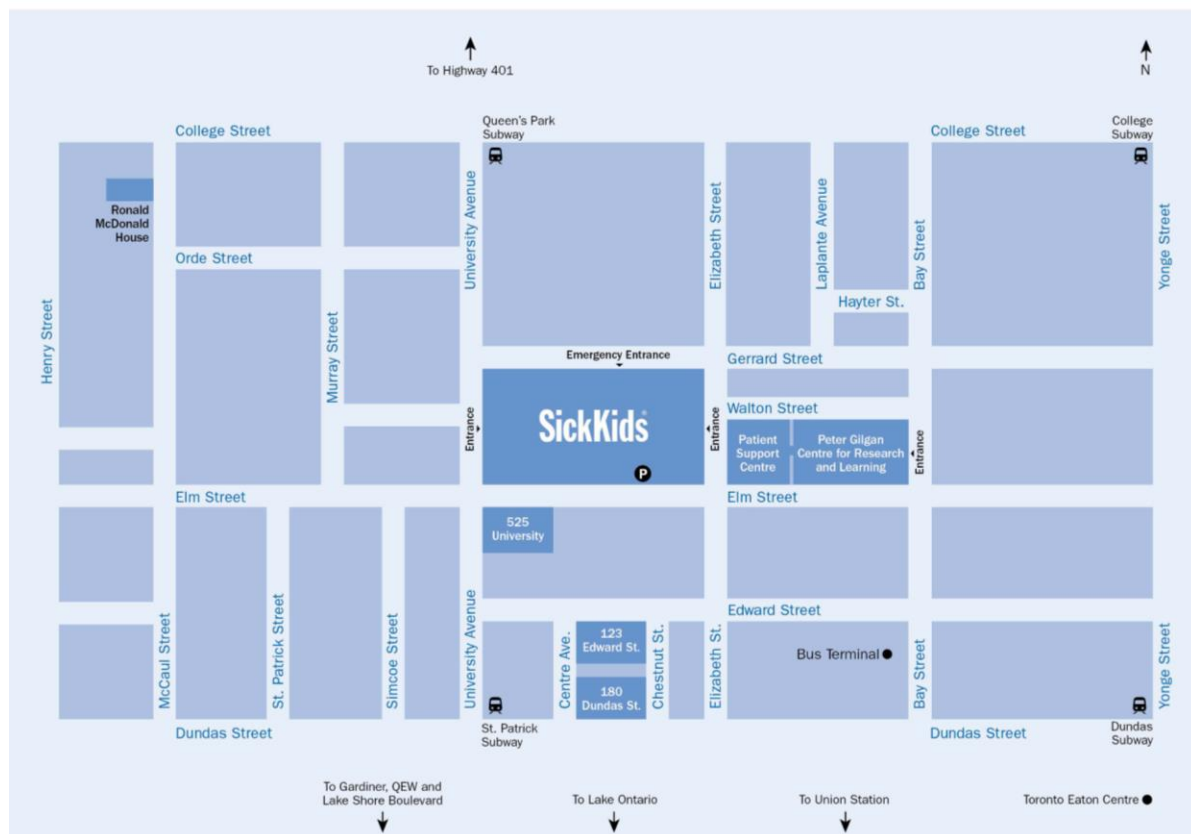 To Highway 401
N
College Street
Queen's Park
Subway
College Street
College
Subway
Ronald
McDonald
House
University Avenue
Elizabeth Street
Laplante Avenue
Bay Street
Yonge Street
Orde Street
Hayter St.
Henry Street
Murray Street
Emergency Entrance
Gerrard Street
SickKids®
Entrance
Entrance
Walton Street
Patient
Support
Centre
Peter Gilgan
Centre for Research
and Learning
Entrance
P
Elm Street
Elm Street
525
University
McCaul Street
St. Patrick Street
Simcoe Street
University Avenue
Centre Ave.
123
Edward St.
180
Dundas St.
Chestnut St.
Elizabeth St.
Edward Street
Bus Terminal
Bay Street
Yonge Street
Dundas Street
St. Patrick
Subway
Dundas Street
Dundas
Subway
To Gardiner, QEW and
Lake Shore Boulevard
To Lake Ontario
To Union Station
Toronto Eaton Centre